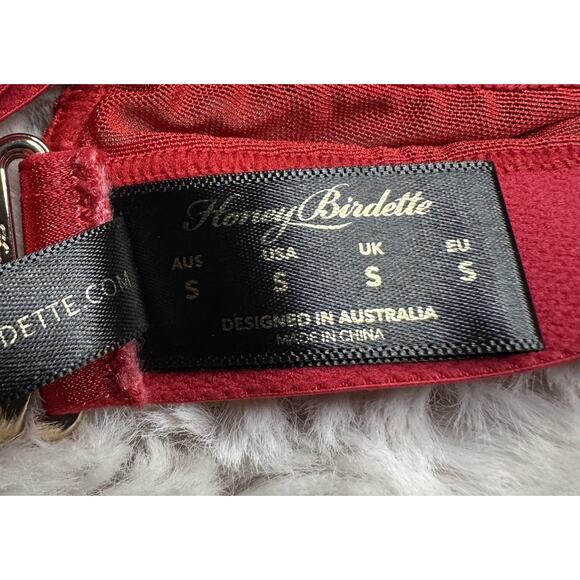 Honey Birdette
AUS USA UK EU
S S S S
DESIGNED IN AUSTRALIA
MADE IN CHINA
DETTE.COM